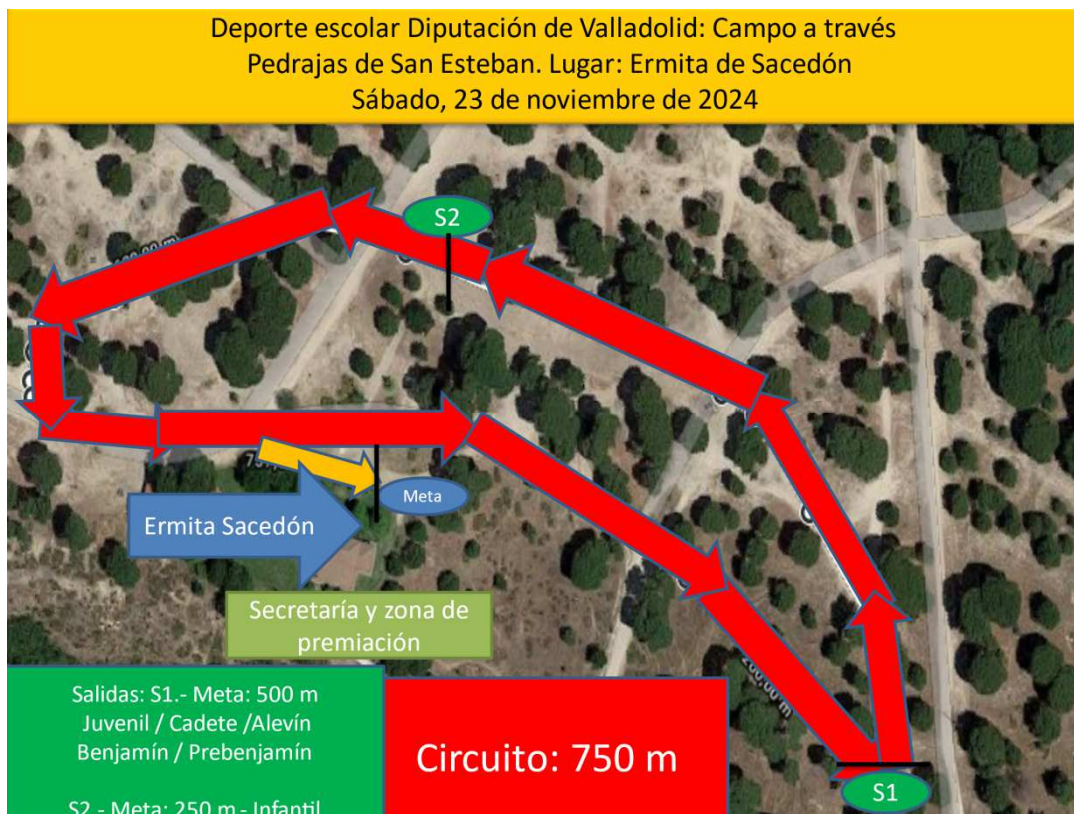 Deporte escolar Diputación de Valladolid: Campo a través
Pedrajas de San Esteban. Lugar: Ermita de Sacedón
Sábado, 23 de noviembre de 2024
S2
Meta
Ermita Sacedón
Secretaría y zona de
premiación
200,00 m
Salidas: S1.- Meta: 500 m
Juvenil / Cadete /Alevín
Benjamín / Prebenjamín
S2 - Meta: 250 m - Infantil
Circuito: 750 m
S1